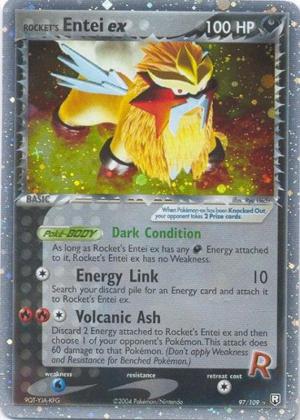 ROCKET'S Entei ex 100 HP
BASIC
When Pokémon-ex has been Knocked Out,
your opponent takes 2 Prize cards.
Poké-BODY Dark Condition
As long as Rocket's Entei ex has any Energy attached
to it, Rocket's Entei ex has no Weakness.
Energy Link 10
Search your discard pile for an Energy card and attach it
to Rocket's Entei ex.
Volcanic Ash
Discard 2 Energy attached to Rocket's Entei ex and then
choose 1 of your opponent's Pokémon. This attack does
60 damage to that Pokémon. (Don't apply Weakness
and Resistance for Benched Pokémon.)
R
weakness resistance retreat cost
9QT-YJA-KFG ©2004 Pokémon/Nintendo 97/109 R